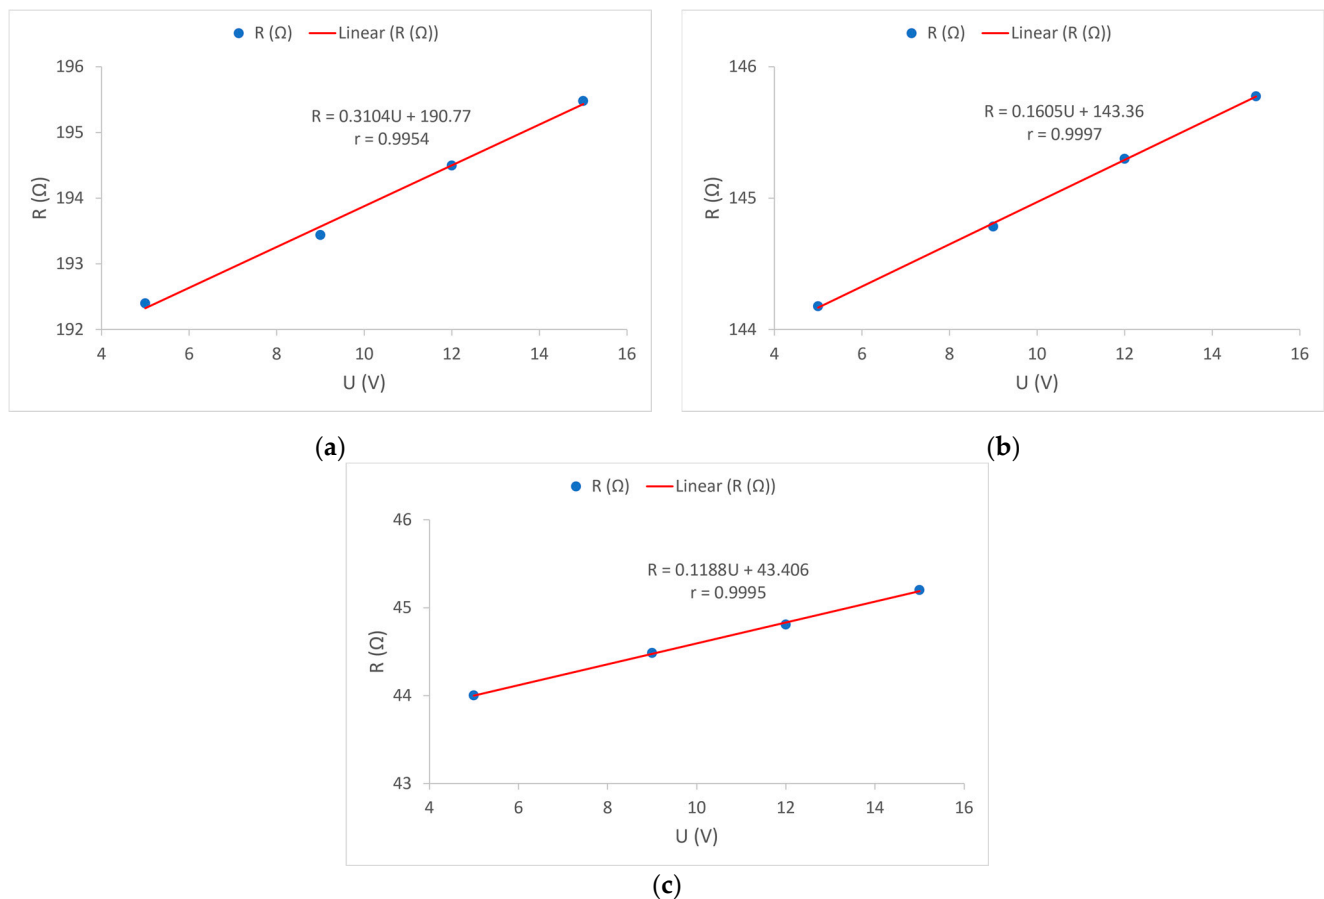 R (Ω) Linear (R (Ω))
196
195
194
193
192
R (Ω)
R = 0.3104U + 190.77
r = 0.9954
4 6 8 10 12 14 16
U (V)
(a)
R (Ω) Linear (R (Ω))
146
145
144
R (Ω)
R = 0.1605U + 143.36
r = 0.9997
4 6 8 10 12 14 16
U (V)
(b)
R (Ω) Linear (R (Ω))
46
45
44
43
R (Ω)
R = 0.1188U + 43.406
r = 0.9995
4 6 8 10 12 14 16
U (V)
(c)